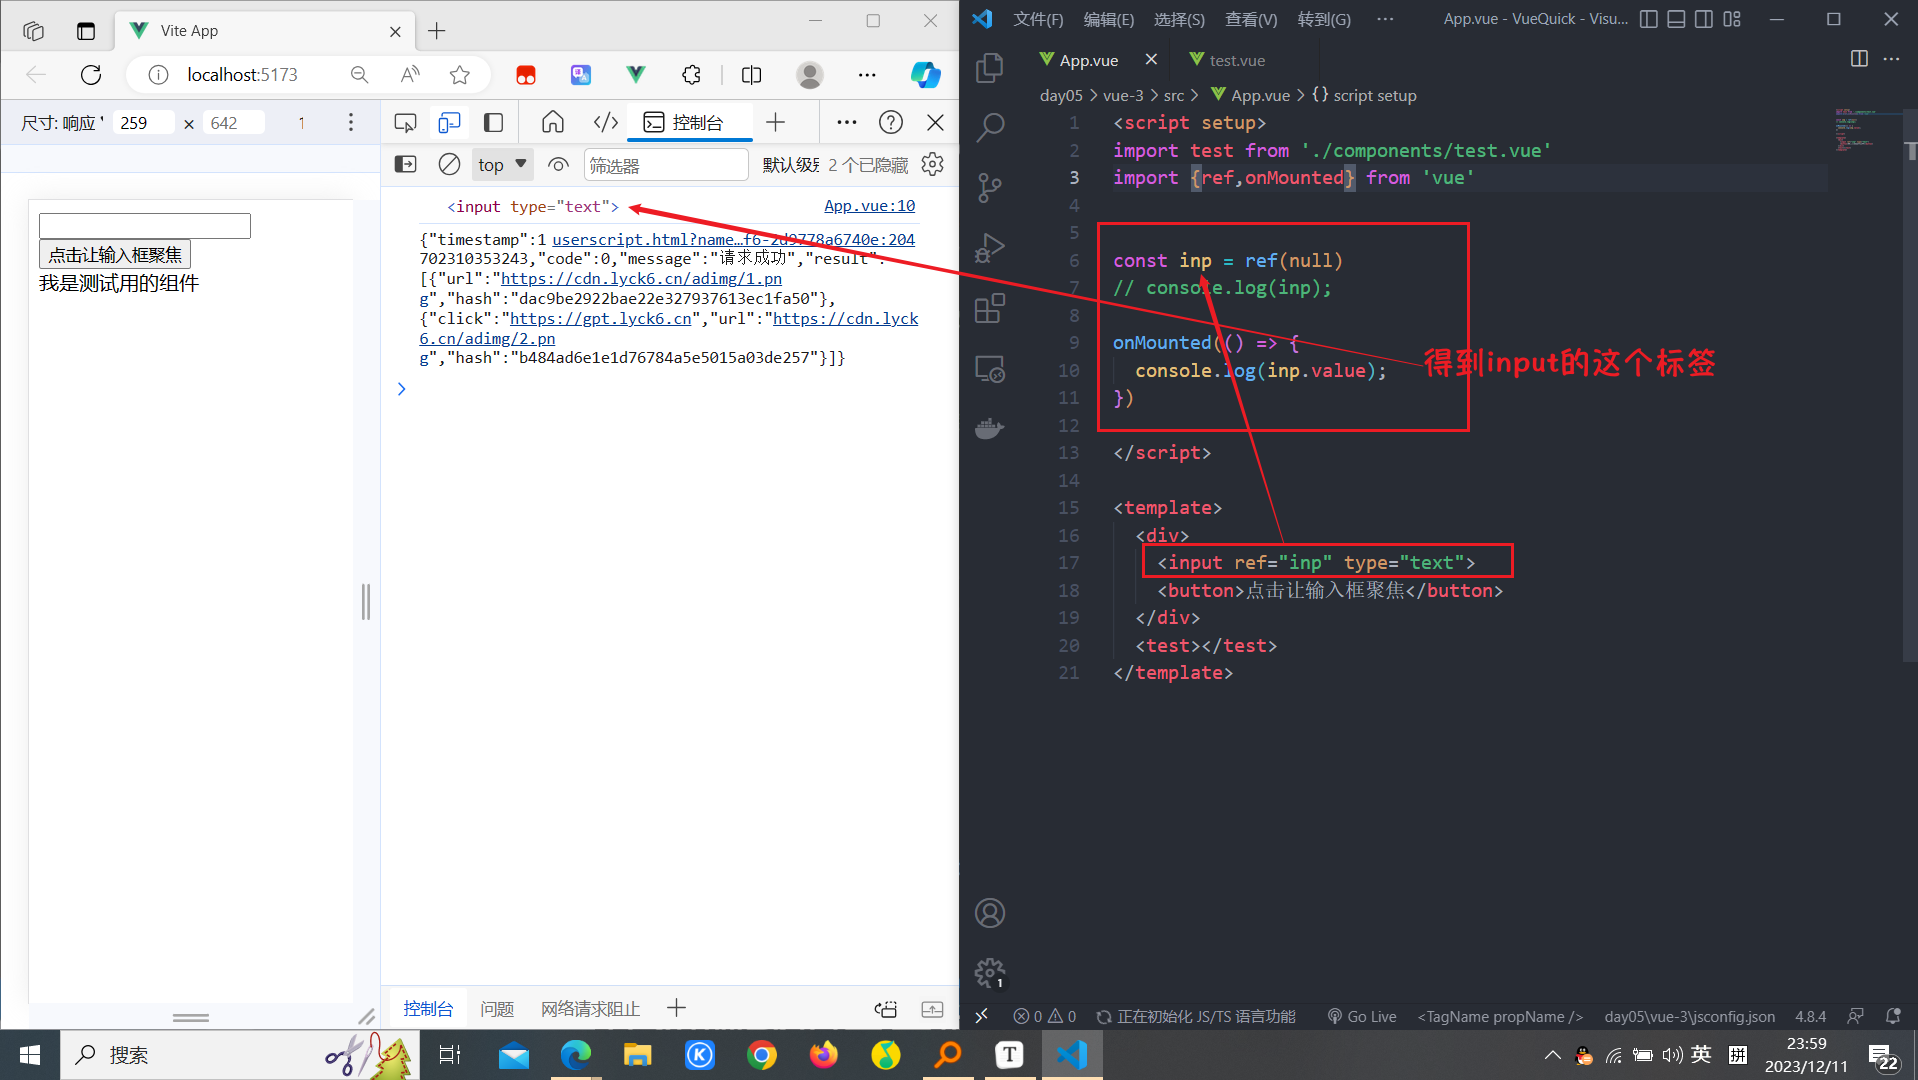 Vite App
localhost:5173
尺寸: 响应
259
×
642
1
控制台
top
筛选器
默认级别
2 个已隐藏
<input type="text">
App.vue:10
{"timestamp":1 userscript.html?name…f6-2d9778a6740e:204
702310353243,"code":0,"message":"请求成功","result":
[{"url":"https://cdn.lyck6.cn/adimg/1.pn
g","hash":"dac9be2922bae22e327937613ec1fa50"},
{"click":"https://gpt.lyck6.cn","url":"https://cdn.lyck
6.cn/adimg/2.pn
g","hash":"b484ad6e1e1d76784a5e5015a03de257"}]}
点击让输入框聚焦
我是测试用的组件
控制台
问题
网络请求阻止
文件(F)
编辑(E)
选择(S)
查看(V)
转到(G)
···
App.vue - VueQuick - Visu...
App.vue
test.vue
day05 > vue-3 > src > App.vue > {} script setup
1 <script setup>
2 import test from './components/test.vue'
3 import {ref,onMounted} from 'vue'
4
5
6 const inp = ref(null)
7 // console.log(inp);
8
9 onMounted(() => {
10 console.log(inp.value);
11 })
12
13 </script>
14
15 <template>
16 <div>
17 <input ref="inp" type="text">
18 <button>点击让输入框聚焦</button>
19 </div>
20 <test></test>
21 </template>
得到input的这个标签
1
0
0
正在初始化 JS/TS 语言功能
Go Live
<TagName propName />
day05\vue-3\jsconfig.json
4.8.4
搜索
T
英
拼
23:59
2023/12/11
22